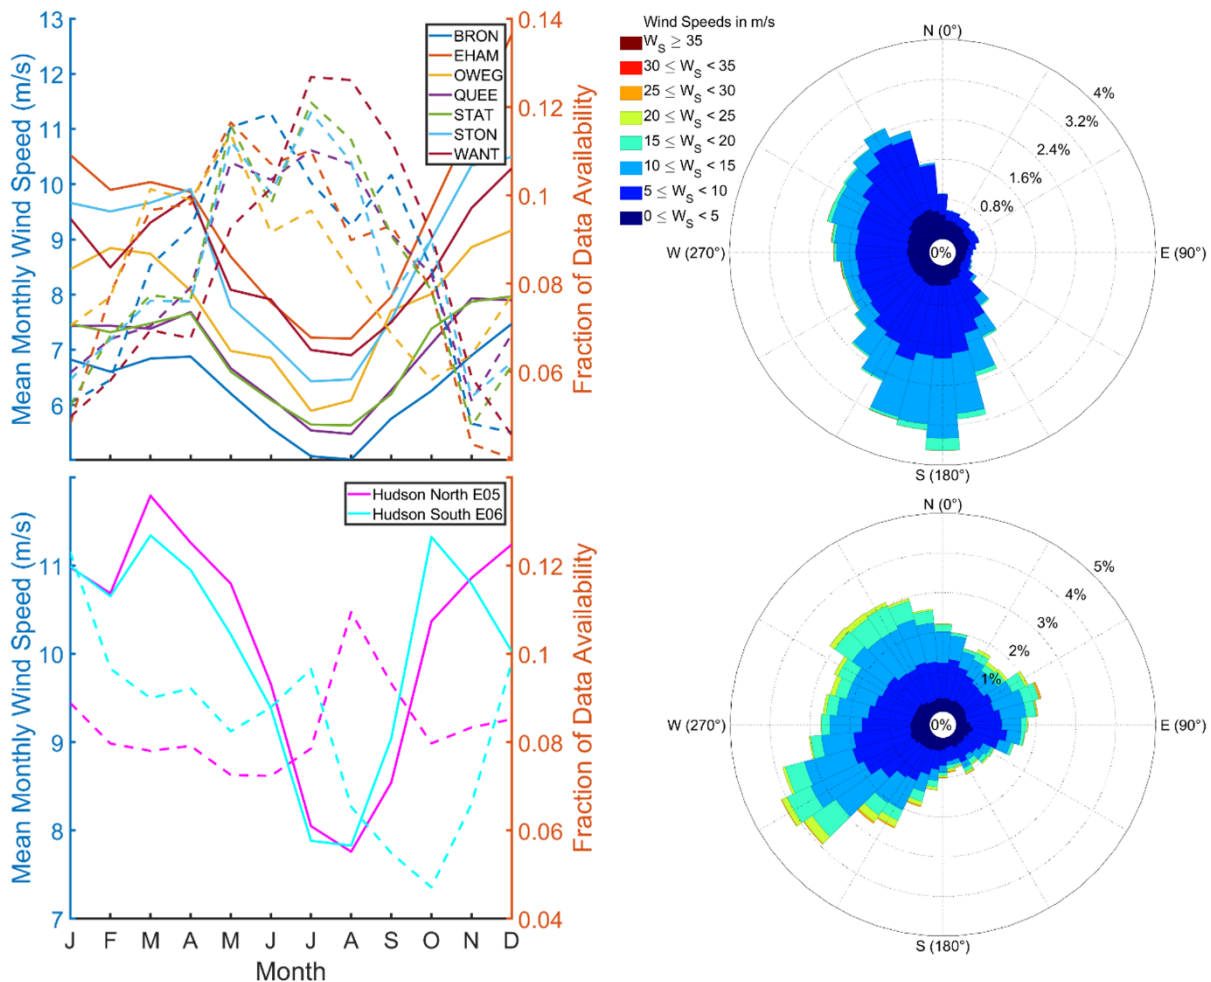 Mean Monthly Wind Speed (m/s)
13
12
11
10
9
8
7
6
BRON
EHAM
OWEG
QUEE
STAT
STON
WANT
0.14
0.12
0.1
0.08
0.06
Fraction of Data Availability
Wind Speeds in m/s
W_S ≥ 35
30 ≤ W_S < 35
25 ≤ W_S < 30
20 ≤ W_S < 25
15 ≤ W_S < 20
10 ≤ W_S < 15
5 ≤ W_S < 10
0 ≤ W_S < 5
N (0°)
4%
3.2%
2.4%
1.6%
0.8%
0%
W (270°)
E (90°)
S (180°)
Mean Monthly Wind Speed (m/s)
11
10
9
8
7
Hudson North E05
Hudson South E06
0.12
0.1
0.08
0.06
0.04
Fraction of Data Availability
J F M A M J J A S O N D
Month
N (0°)
5%
4%
3%
2%
1%
0%
W (270°)
E (90°)
S (180°)